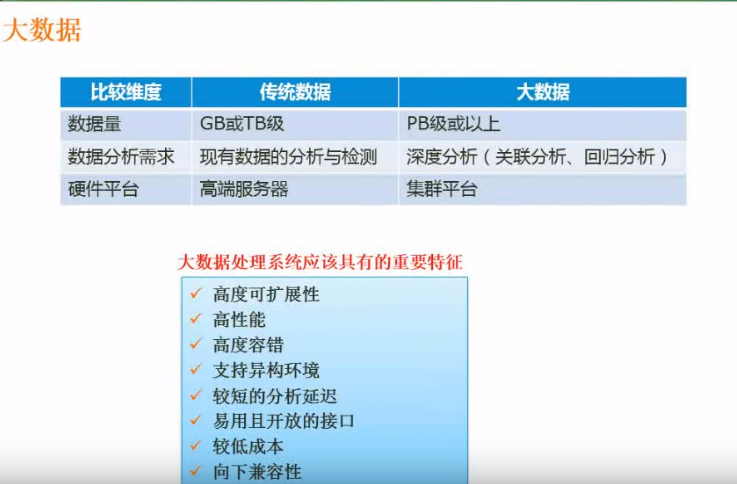 大数据
比较维度 传统数据 大数据
数据量 GB或TB级 PB级或以上
数据分析需求 现有数据的分析与检测 深度分析（关联分析、回归分析）
硬件平台 高端服务器 集群平台
大数据处理系统应该具有的重要特征
✓ 高度可扩展性
✓ 高性能
✓ 高度容错
✓ 支持异构环境
✓ 较短的分析延迟
✓ 易用且开放的接口
✓ 较低成本
✓ 向下兼容性